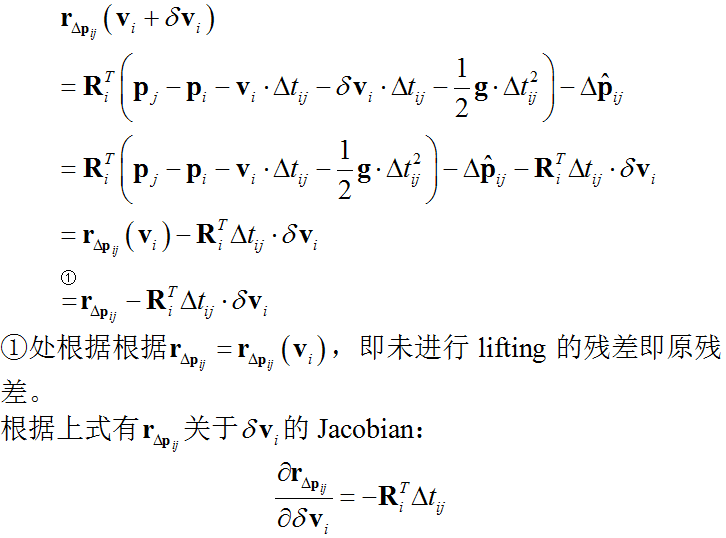 $\mathbf{r}_{\Delta \mathbf{p}_{ij}}\left(\mathbf{v}_i+\delta \mathbf{v}_i\right)$
$=\mathbf{R}_i^T\left(\mathbf{p}_j-\mathbf{p}_i-\mathbf{v}_i\cdot\Delta t_{ij}-\delta \mathbf{v}_i\cdot\Delta t_{ij}-\frac{1}{2}\mathbf{g}\cdot\Delta t_{ij}^2\right)-\Delta\hat{\mathbf{p}}_{ij}$
$=\mathbf{R}_i^T\left(\mathbf{p}_j-\mathbf{p}_i-\mathbf{v}_i\cdot\Delta t_{ij}-\frac{1}{2}\mathbf{g}\cdot\Delta t_{ij}^2\right)-\Delta\hat{\mathbf{p}}_{ij}-\mathbf{R}_i^T\Delta t_{ij}\cdot\delta \mathbf{v}_i$
$=\mathbf{r}_{\Delta \mathbf{p}_{ij}}\left(\mathbf{v}_i\right)-\mathbf{R}_i^T\Delta t_{ij}\cdot\delta \mathbf{v}_i$
$\overset{①}{=}\mathbf{r}_{\Delta \mathbf{p}_{ij}}-\mathbf{R}_i^T\Delta t_{ij}\cdot\delta \mathbf{v}_i$
①处根据根据$\mathbf{r}_{\Delta \mathbf{p}_{ij}}=\mathbf{r}_{\Delta \mathbf{p}_{ij}}\left(\mathbf{v}_i\right)$，即未进行 lifting 的残差即原残
差。
根据上式有$\mathbf{r}_{\Delta \mathbf{p}_{ij}}$关于$\delta \mathbf{v}_i$的 Jacobian：
$\frac{\partial \mathbf{r}_{\Delta \mathbf{p}_{ij}}}{\partial \delta \mathbf{v}_i}=-\mathbf{R}_i^T\Delta t_{ij}$